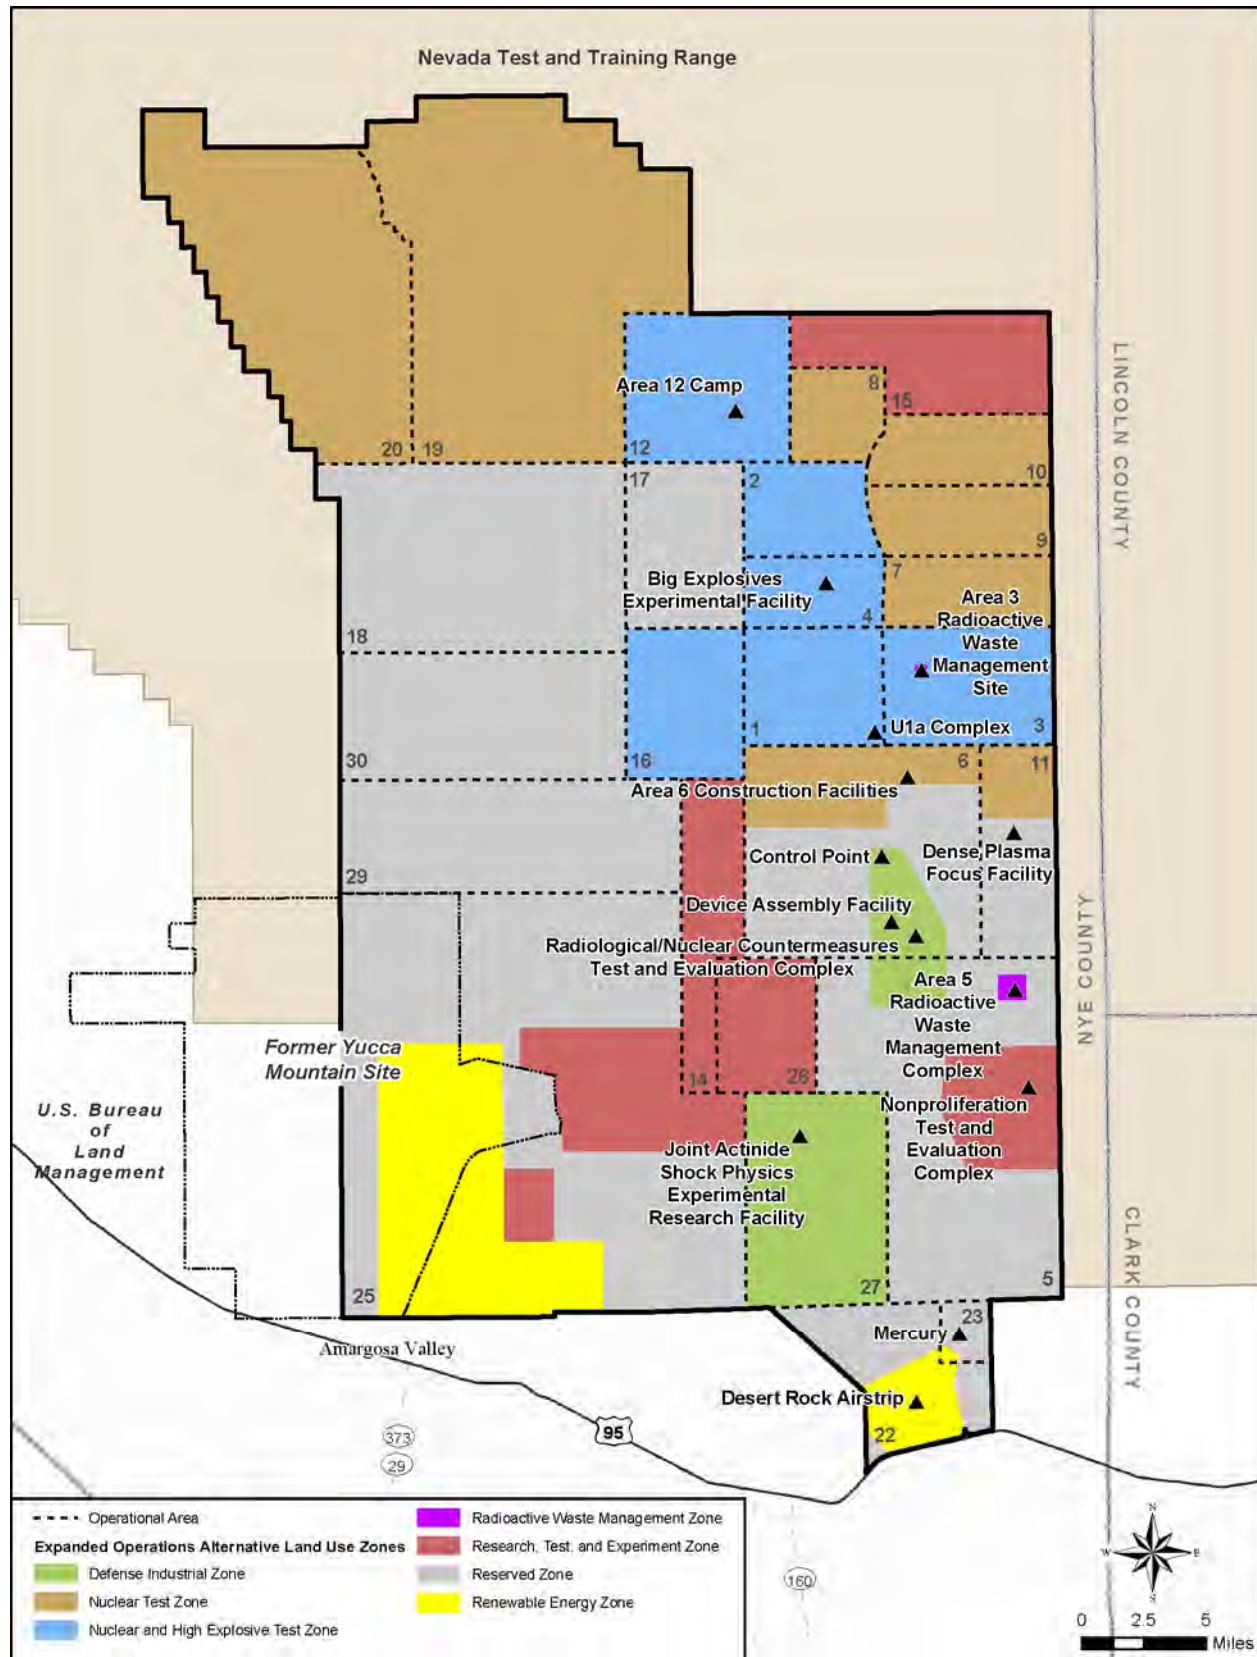 Nevada Test and Training Range
LINCOLN COUNTY
Area 12 Camp
8
15
20
19
12
10
17
2
9
Big Explosives
Experimental Facility
7
4
Area 3
Radioactive
Waste
Management
Site
18
U1a Complex
1
3
30
16
6
11
Area 6 Construction Facilities
Control Point
Dense Plasma
Focus Facility
29
Device Assembly Facility
Radiological/Nuclear Countermeasures
Test and Evaluation Complex
NYE COUNTY
Area 5
Radioactive
Waste
Management
Complex
Former Yucca
Mountain Site
14
26
U.S. Bureau
of
Land
Management
Nonproliferation
Test and
Evaluation
Complex
Joint Actinide
Shock Physics
Experimental
Research Facility
CLARK COUNTY
25
27
5
23
Mercury
Amargosa Valley
Desert Rock Airstrip
22
95
373
29
160
Operational Area
Expanded Operations Alternative Land Use Zones
Defense Industrial Zone
Nuclear Test Zone
Nuclear and High Explosive Test Zone
Radioactive Waste Management Zone
Research, Test, and Experiment Zone
Reserved Zone
Renewable Energy Zone
N
W
E
S
0 2.5 5
Miles